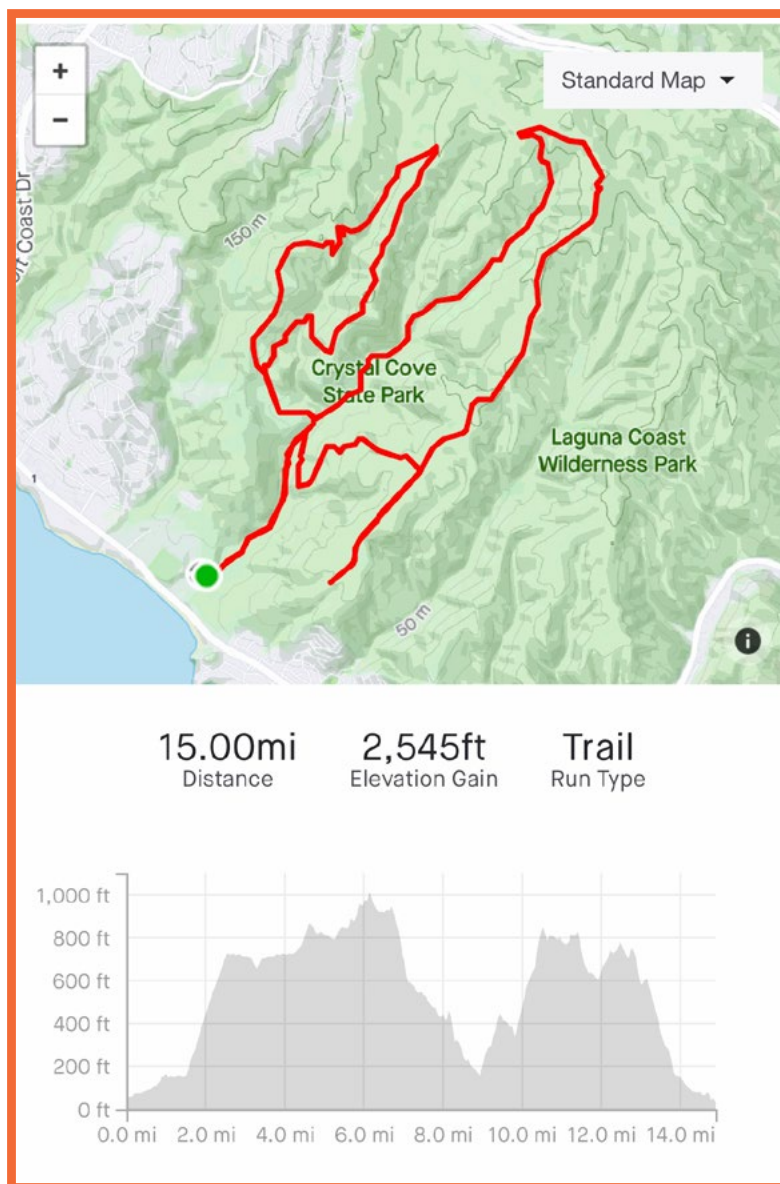 +
Standard Map
−
Coast Dr
150 m
Crystal Cove
State Park
Laguna Coast
Wilderness Park
1
50 m
i
15.00mi
2,545ft
Trail
Distance
Elevation Gain
Run Type
1,000 ft
800 ft
600 ft
400 ft
200 ft
0 ft
0.0 mi
2.0 mi
4.0 mi
6.0 mi
8.0 mi
10.0 mi
12.0 mi
14.0 mi